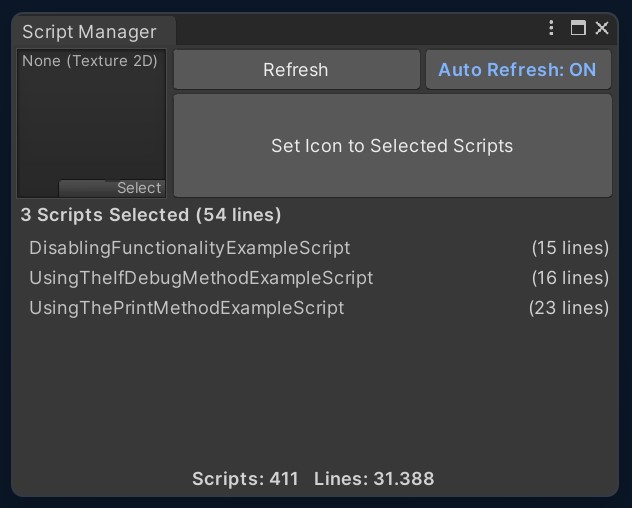 Script Manager
None (Texture 2D)
Refresh
Auto Refresh: ON
Set Icon to Selected Scripts
Select
3 Scripts Selected (54 lines)
DisablingFunctionalityExampleScript (15 lines)
UsingTheIfDebugMethodExampleScript (16 lines)
UsingThePrintMethodExampleScript (23 lines)
Scripts: 411 Lines: 31.388